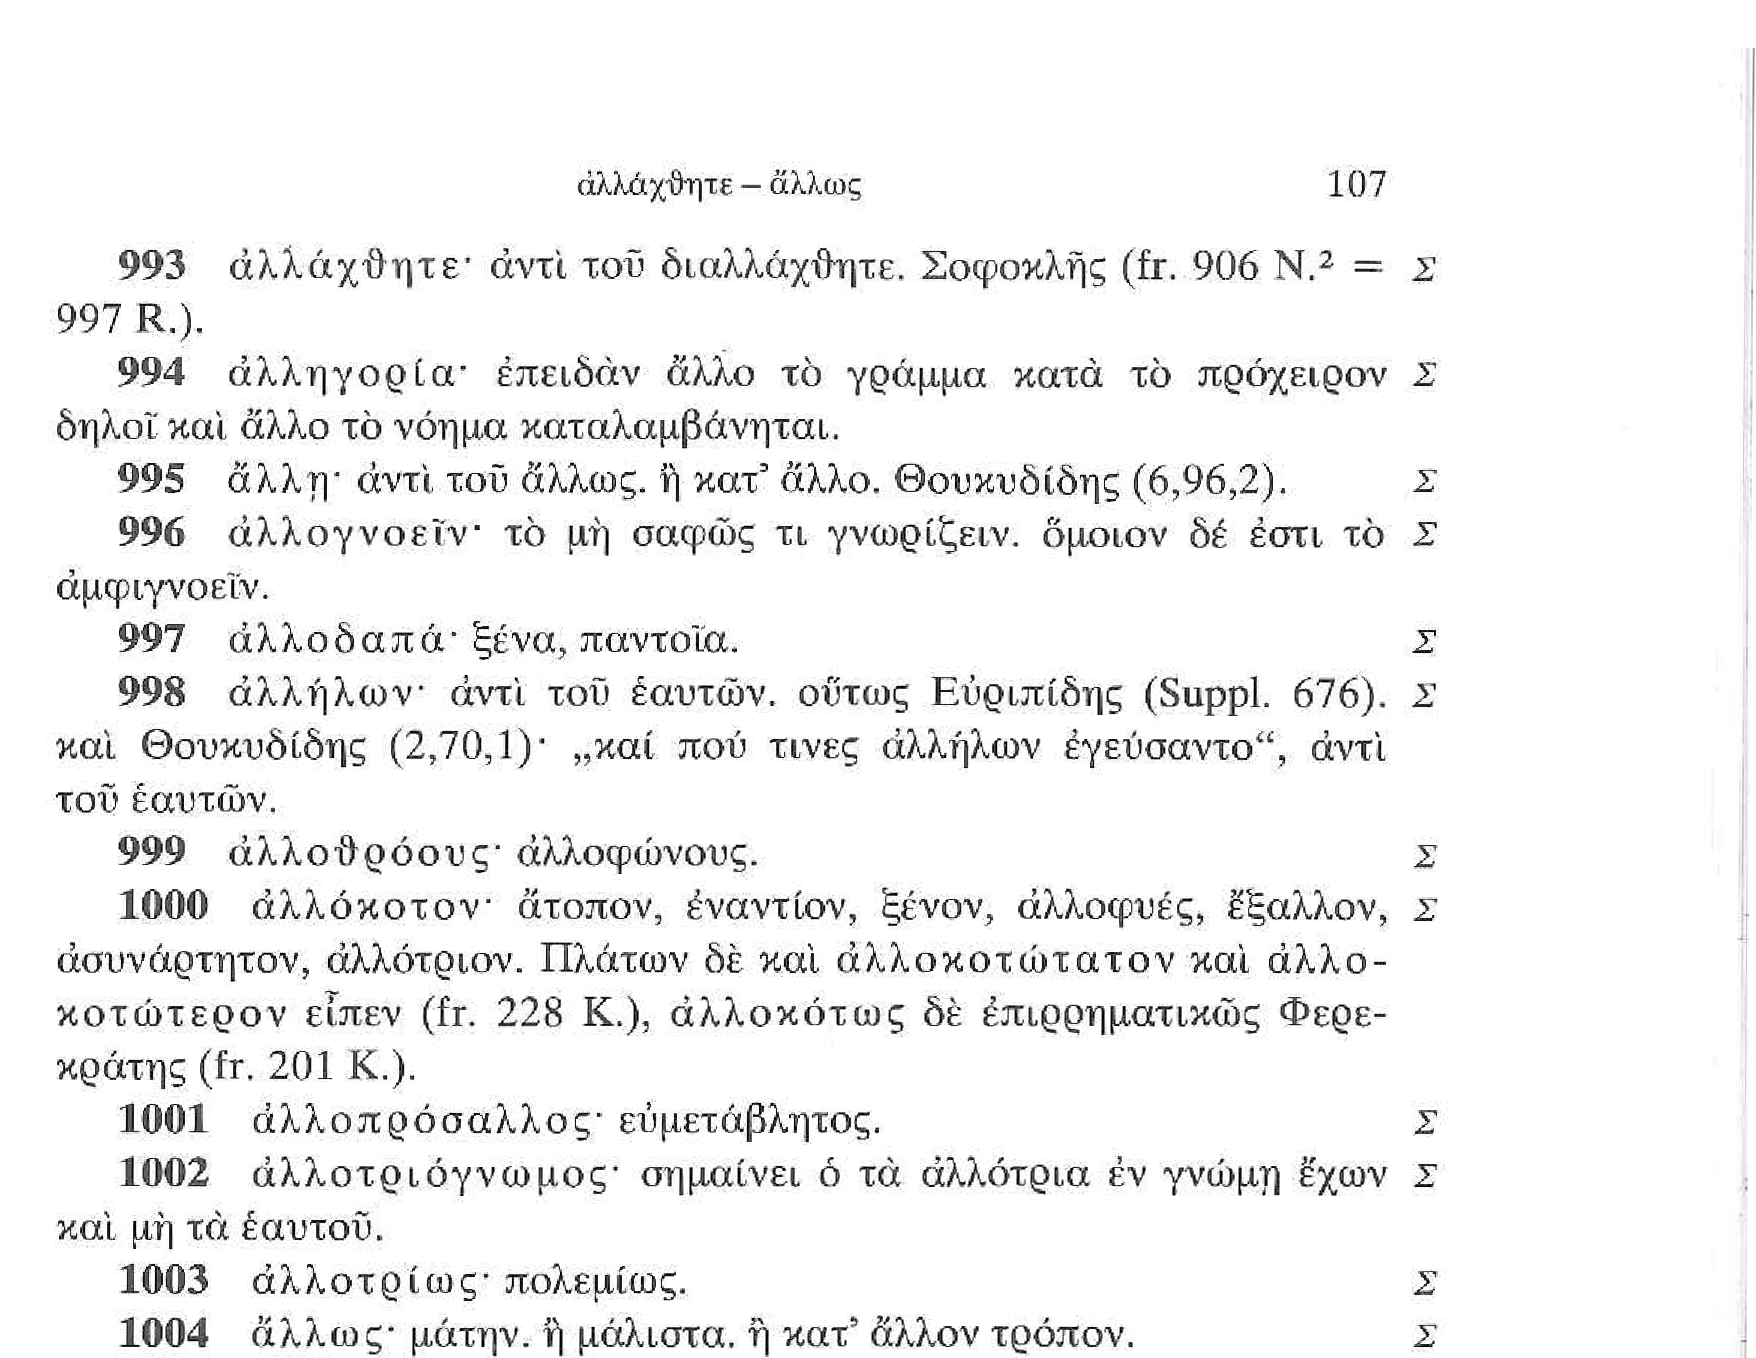 ἀλλάχθητε – ἄλλως 107
993 ἀλλάχθητε· ἀντὶ τοῦ διαλλάχθητε. Σοφοκλῆς (fr. 906 N.² = Σ
997 R.).
994 ἀλληγορία· ἐπειδὰν ἄλλο τὸ γράμμα κατὰ τὸ πρόχειρον Σ
δηλοῖ καὶ ἄλλο τὸ νόημα καταλαμβάνηται.
995 ἄλλῃ· ἀντὶ τοῦ ἄλλως. ἢ κατ’ ἄλλο. Θουκυδίδης (6,96,2). Σ
996 ἀλλογνοεῖν· τὸ μὴ σαφῶς τι γνωρίζειν. ὅμοιον δέ ἐστι τὸ Σ
ἀμφιγνοεῖν.
997 ἀλλοδαπά· ξένα, παντοῖα. Σ
998 ἀλλήλων· ἀντὶ τοῦ ἑαυτῶν. οὕτως Εὐριπίδης (Suppl. 676). Σ
καὶ Θουκυδίδης (2,70,1)· „καί πού τινες ἀλλήλων ἐγεύσαντο“, ἀντὶ
τοῦ ἑαυτῶν.
999 ἀλλοθρόους· ἀλλοφώνους. Σ
1000 ἀλλόκοτον· ἄτοπον, ἐναντίον, ξένον, ἀλλοφυές, ἔξαλλον, Σ
ἀσυνάρτητον, ἀλλότριον. Πλάτων δὲ καὶ ἀλλοκοτώτατον καὶ ἀλλο-
κοτώτερον εἶπεν (fr. 228 K.), ἀλλοκότως δὲ ἐπιρρηματικῶς Φερε-
κράτης (fr. 201 K.).
1001 ἀλλοπρόσαλλος· εὐμετάβλητος. Σ
1002 ἀλλοτριόγνωμος· σημαίνει ὁ τὰ ἀλλότρια ἐν γνώμῃ ἔχων Σ
καὶ μὴ τὰ ἑαυτοῦ.
1003 ἀλλοτρίως· πολεμίως. Σ
1004 ἄλλως· μάτην. ἢ μάλιστα. ἢ κατ’ ἄλλον τρόπον. Σ